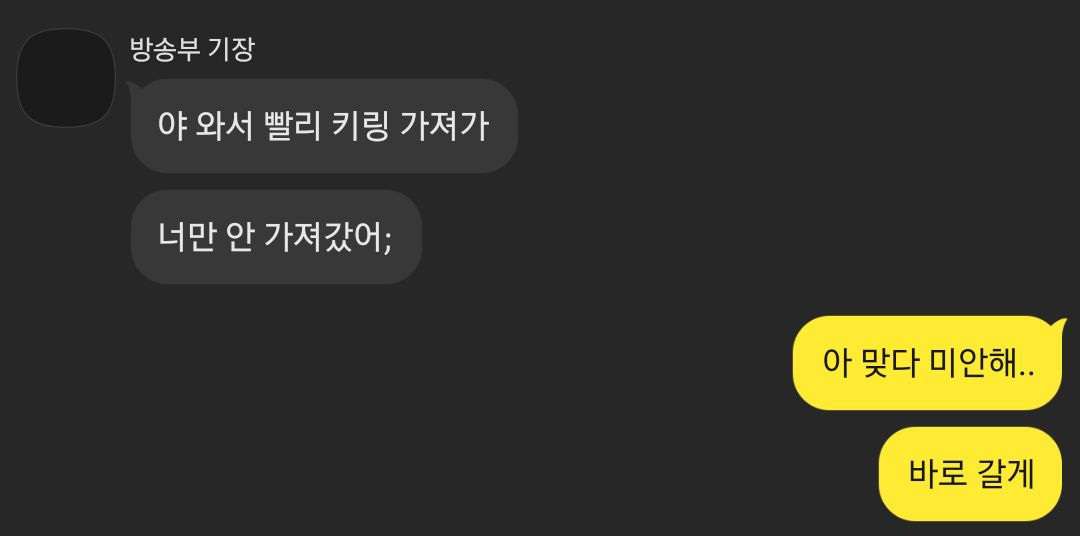 방송부 기장
야 와서 빨리 키링 가져가
너만 안 가져갔어;
아 맞다 미안해..
바로 갈게